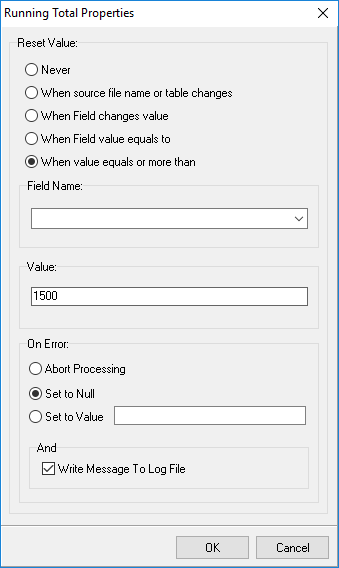 Running Total Properties
Reset Value:
Never
When source file name or table changes
When Field changes value
When Field value equals to
When value equals or more than
Field Name:
Value:
1500
On Error:
Abort Processing
Set to Null
Set to Value
And
Write Message To Log File
OK Cancel